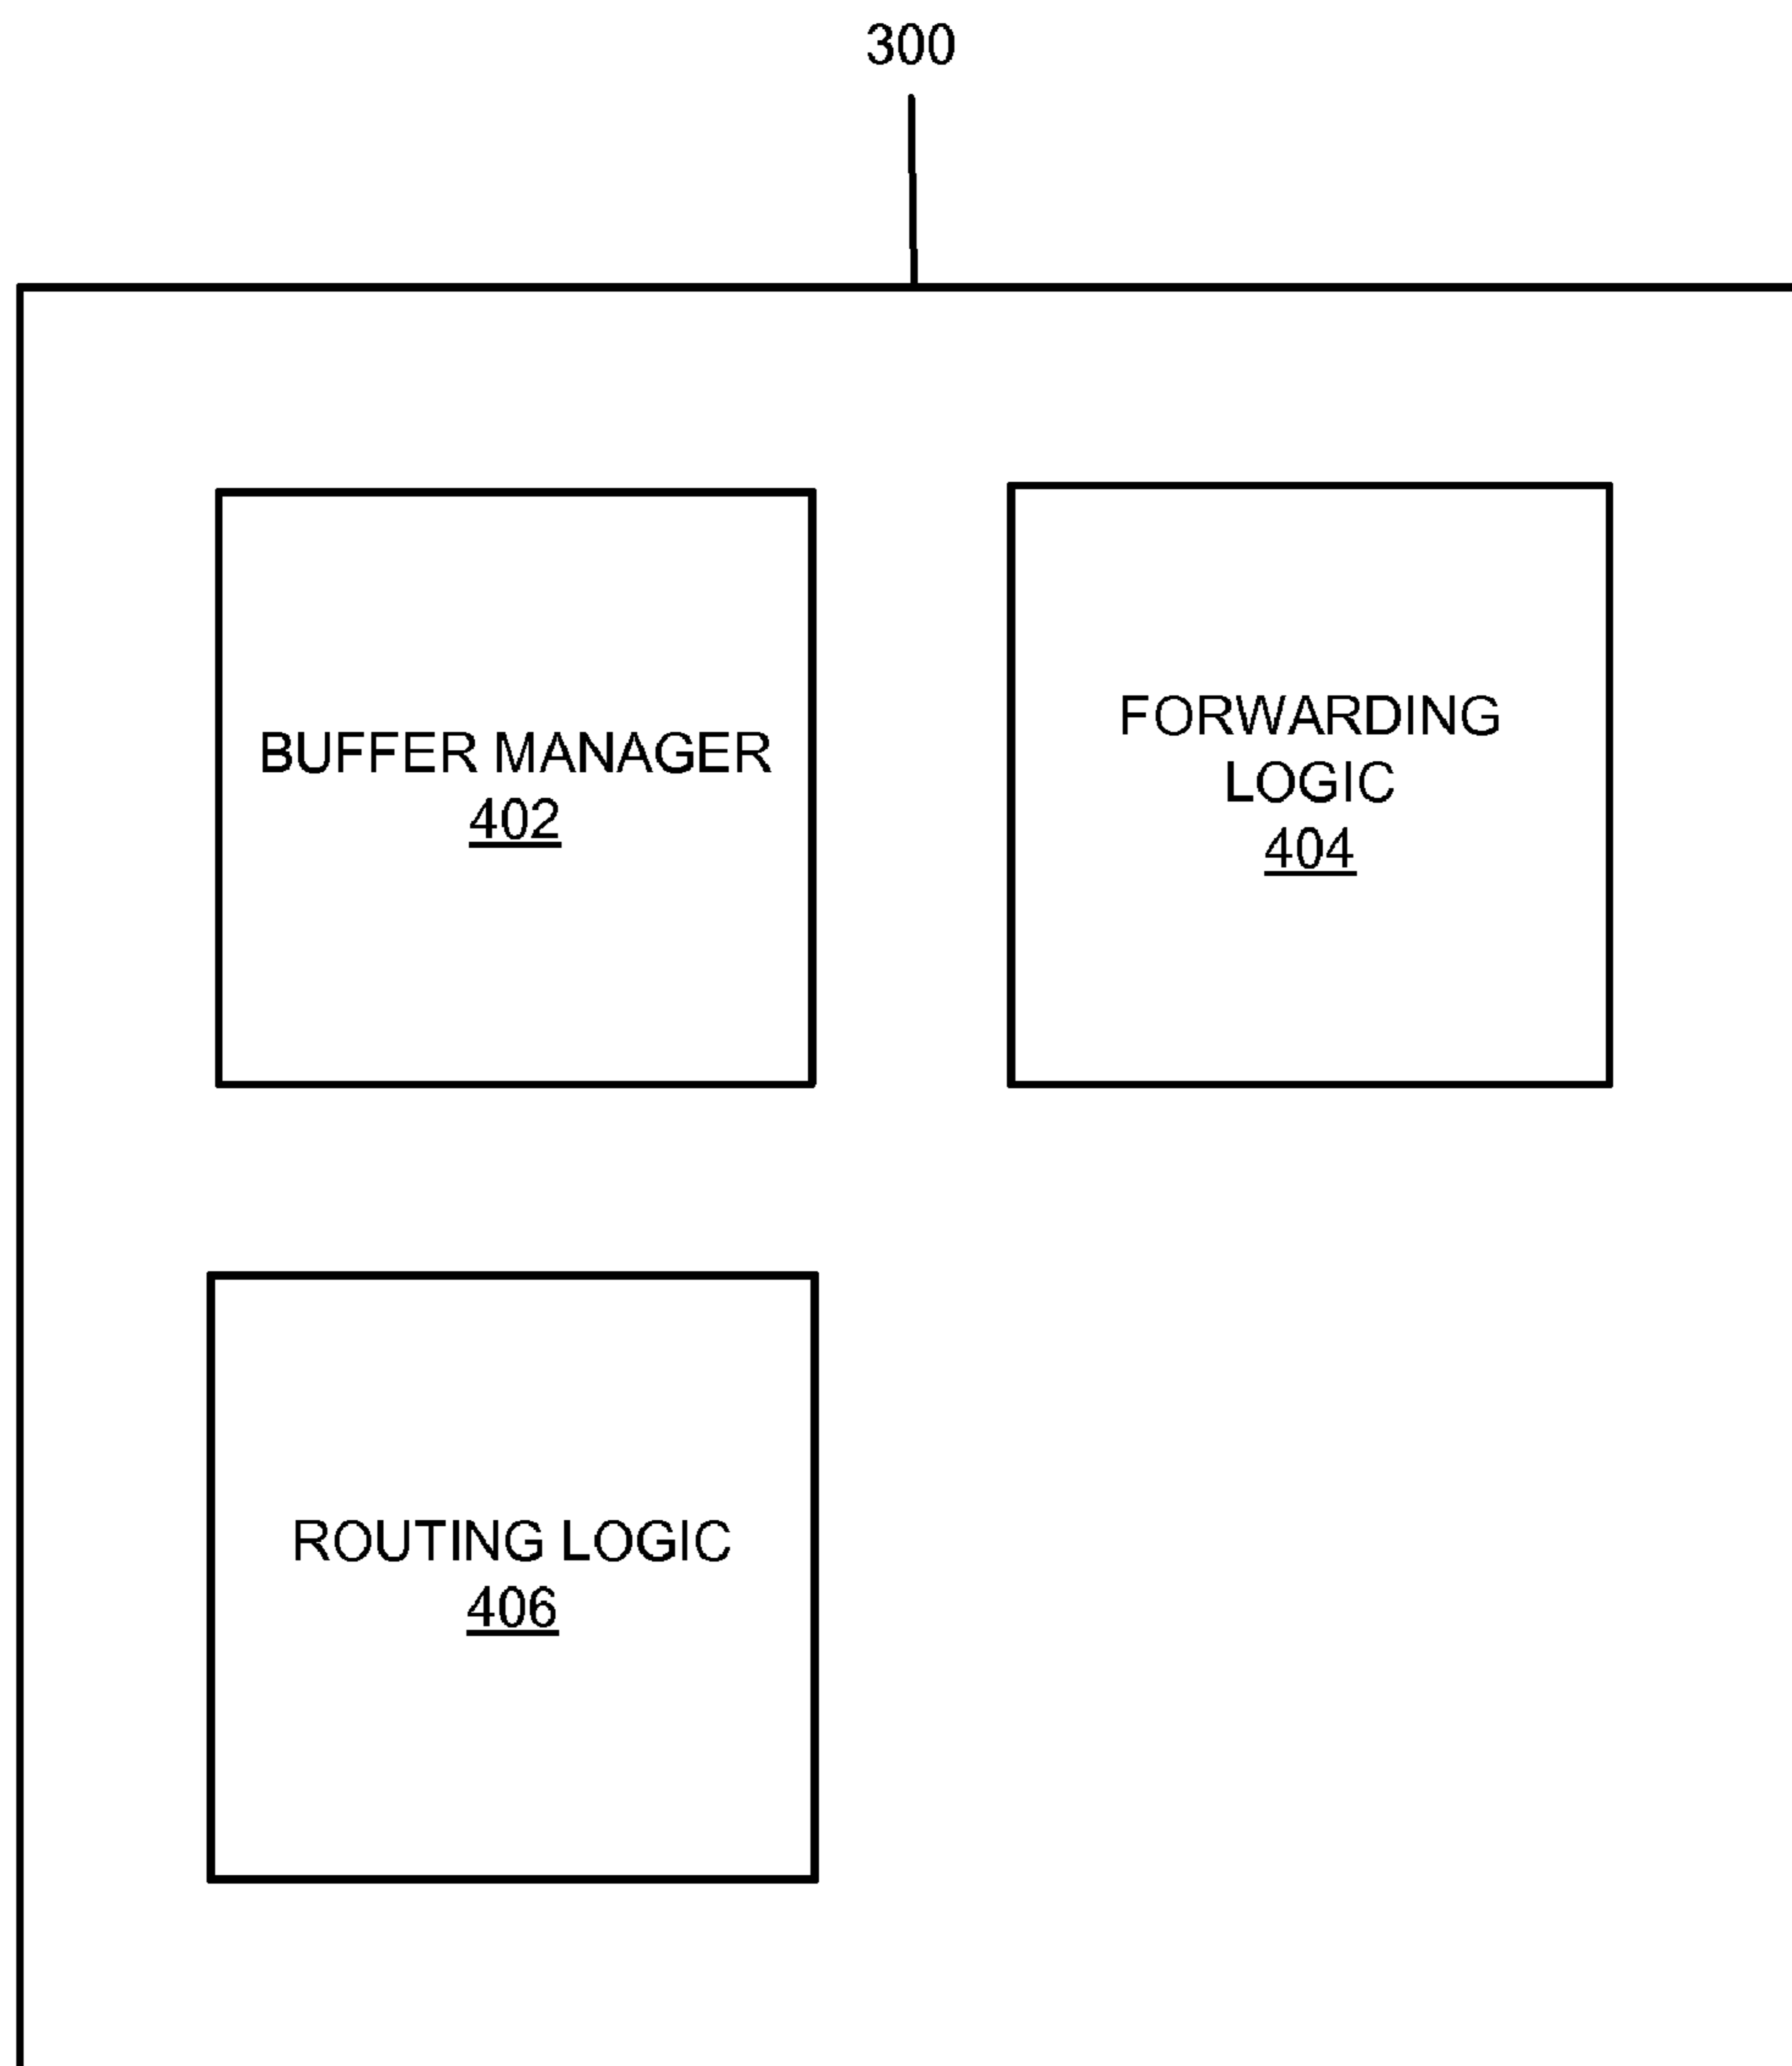 300
BUFFER MANAGER
402
FORWARDING
LOGIC
404
ROUTING LOGIC
406